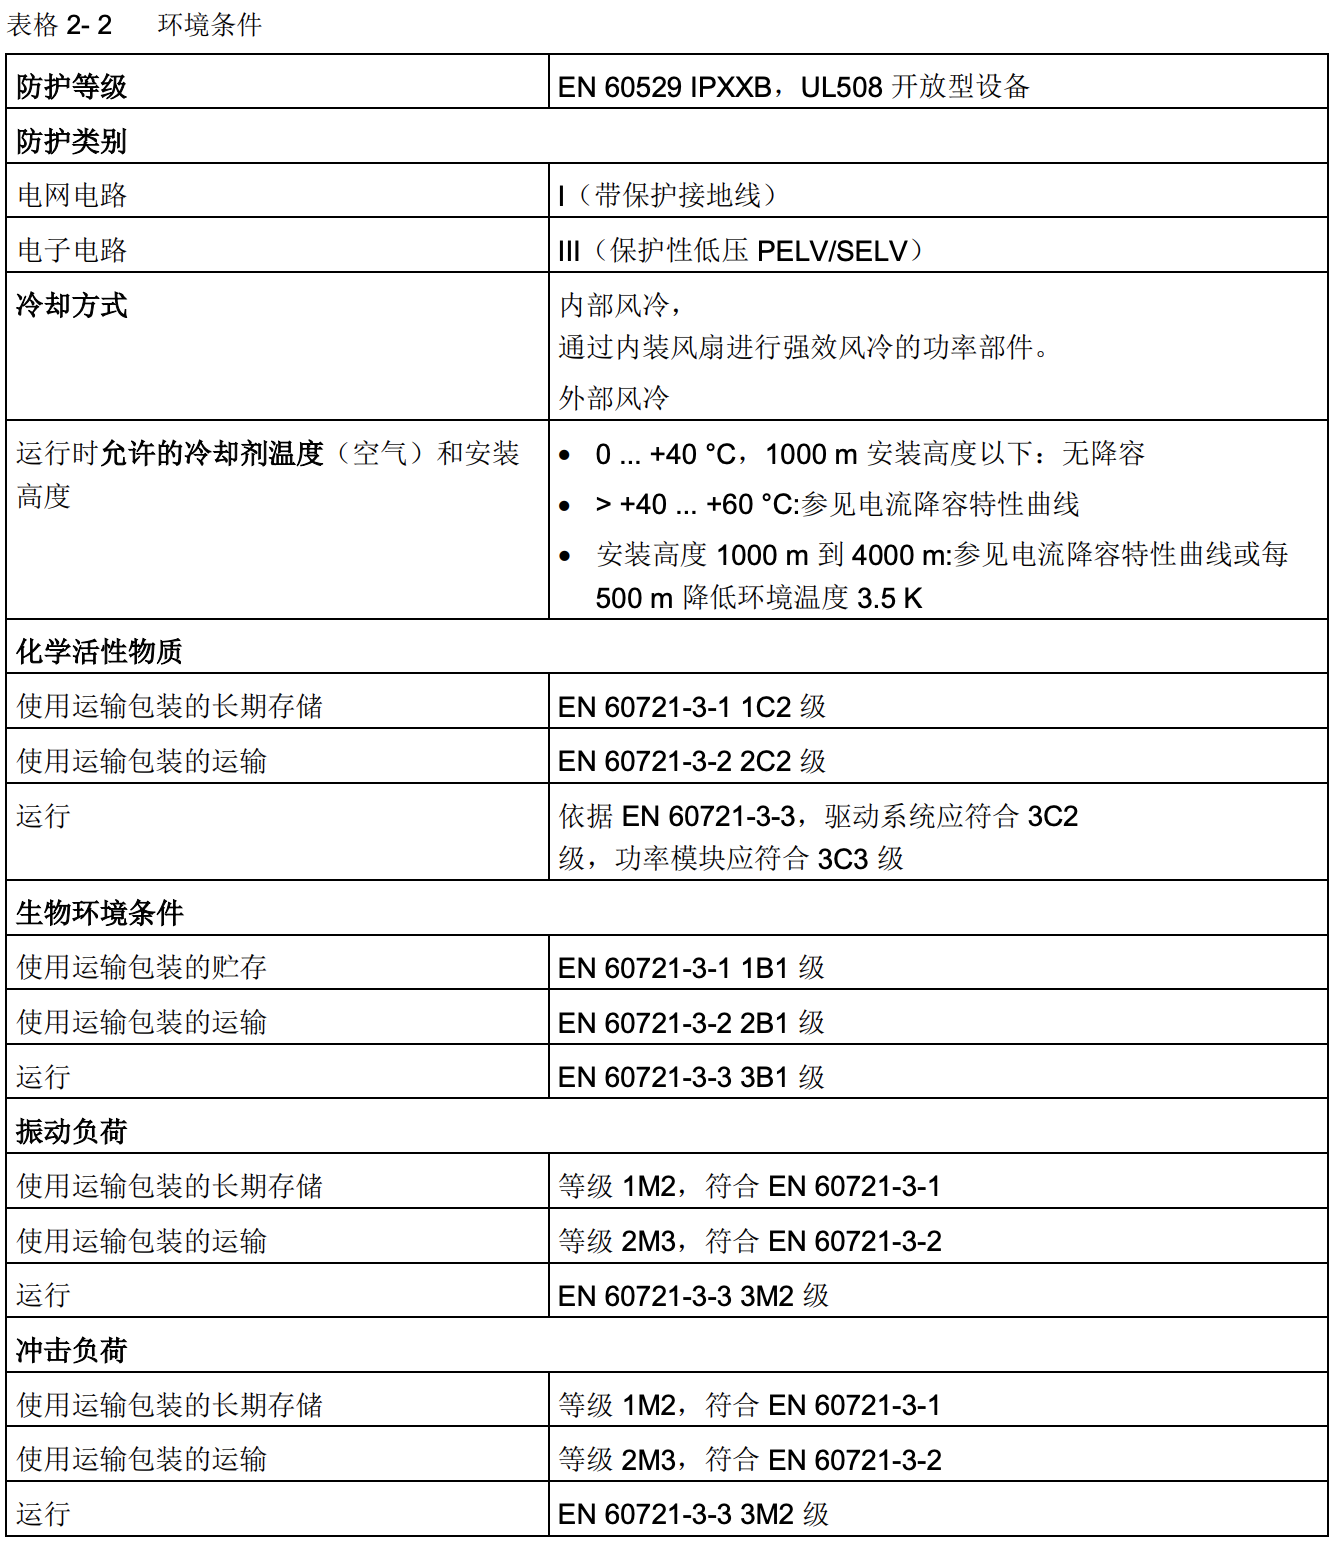 表格 2- 2 环境条件
防护等级
EN 60529 IPXXB，UL508 开放型设备
防护类别
电网电路
I（带保护接地线）
电子电路
III（保护性低压 PELV/SELV）
冷却方式
内部风冷，
通过内装风扇进行强效风冷的功率部件。
外部风冷
运行时允许的冷却剂温度（空气）和安装
高度
• 0 ... +40 °C，1000 m 安装高度以下：无降容
• > +40 ... +60 °C:参见电流降容特性曲线
• 安装高度 1000 m 到 4000 m:参见电流降容特性曲线或每
500 m 降低环境温度 3.5 K
化学活性物质
使用运输包装的长期存储
EN 60721-3-1 1C2 级
使用运输包装的运输
EN 60721-3-2 2C2 级
运行
依据 EN 60721-3-3，驱动系统应符合 3C2
级，功率模块应符合 3C3 级
生物环境条件
使用运输包装的贮存
EN 60721-3-1 1B1 级
使用运输包装的运输
EN 60721-3-2 2B1 级
运行
EN 60721-3-3 3B1 级
振动负荷
使用运输包装的长期存储
等级 1M2，符合 EN 60721-3-1
使用运输包装的运输
等级 2M3，符合 EN 60721-3-2
运行
EN 60721-3-3 3M2 级
冲击负荷
使用运输包装的长期存储
等级 1M2，符合 EN 60721-3-1
使用运输包装的运输
等级 2M3，符合 EN 60721-3-2
运行
EN 60721-3-3 3M2 级